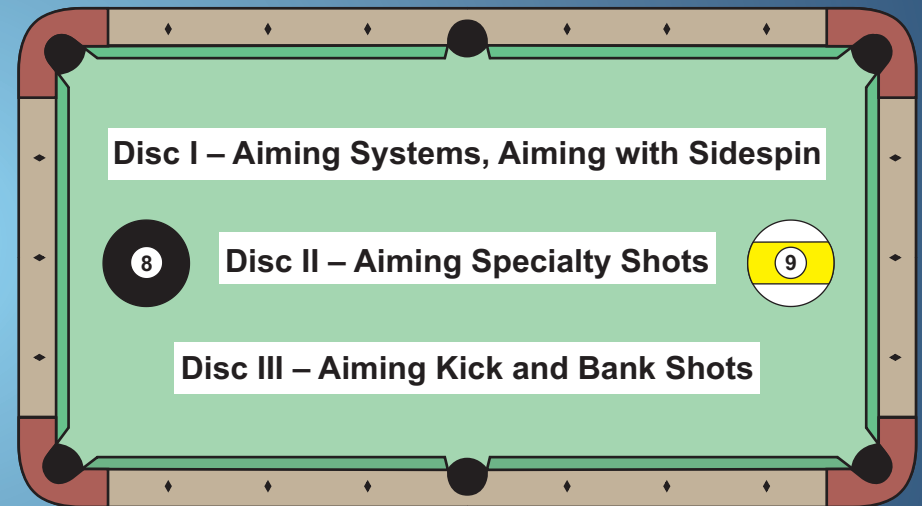 Disc I – Aiming Systems, Aiming with Sidespin
8
Disc II – Aiming Specialty Shots
9
Disc III – Aiming Kick and Bank Shots